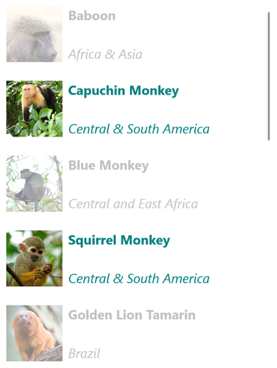 Baboon
Africa & Asia
Capuchin Monkey
Central & South America
Blue Monkey
Central and East Africa
Squirrel Monkey
Central & South America
Golden Lion Tamarin
Brazil